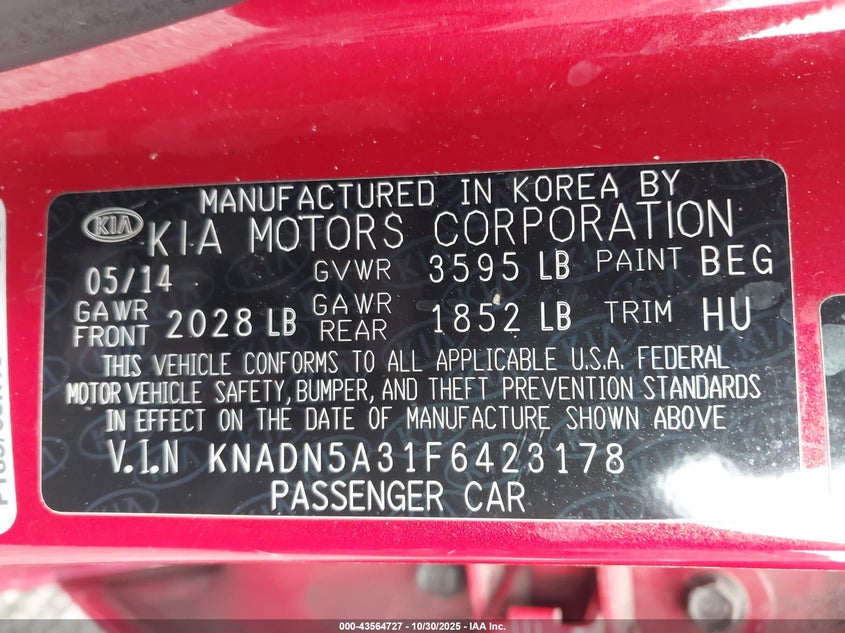 MANUFACTURED IN KOREA BY
KIA KIA MOTORS CORPORATION
05/14 GVWR 3595 LB PAINT BEG
GAWR FRONT 2028 LB GAWR REAR 1852 LB TRIM HU
THIS VEHICLE CONFORMS TO ALL APPLICABLE U.S.A. FEDERAL
MOTOR VEHICLE SAFETY, BUMPER, AND THEFT PREVENTION STANDARDS
IN EFFECT ON THE DATE OF MANUFACTURE SHOWN ABOVE
V.I.N KNADN5A31F6423178
PASSENGER CAR
000-43564727 - 10/30/2025 - IAA, Inc.